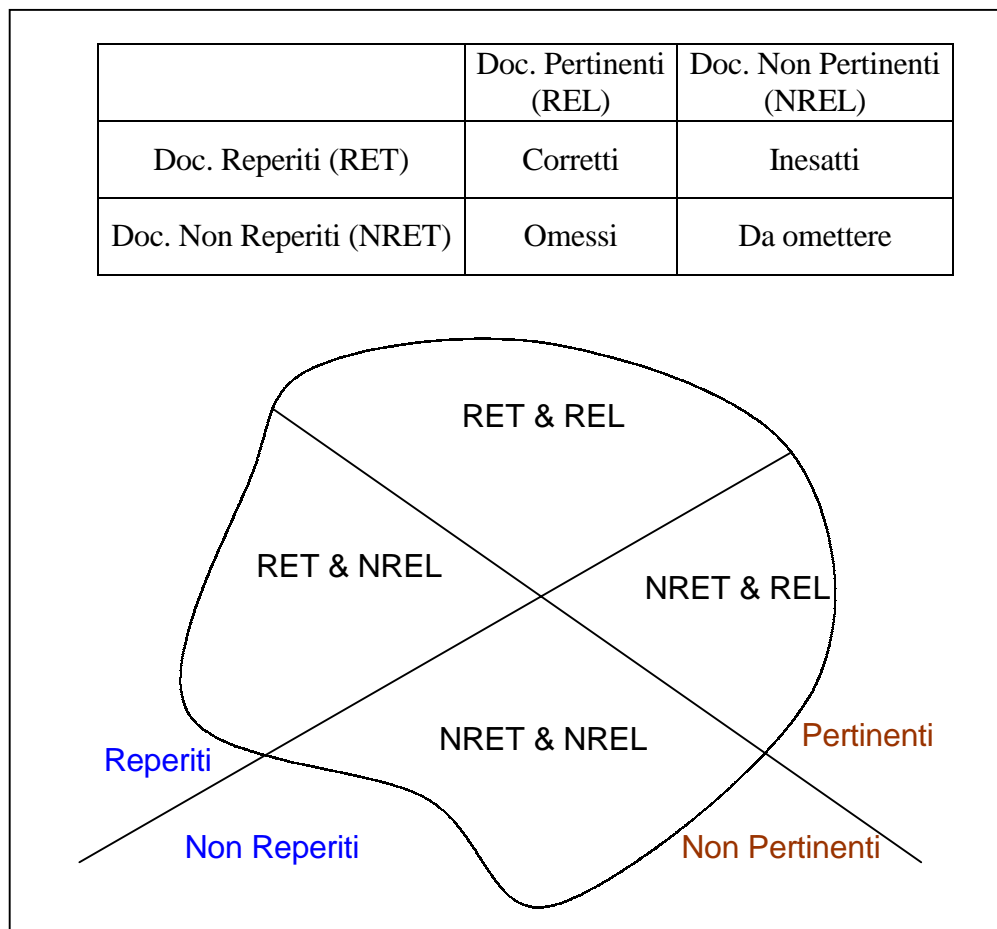 Doc. Pertinenti (REL)
Doc. Non Pertinenti (NREL)
Doc. Reperiti (RET)
Corretti
Inesatti
Doc. Non Reperiti (NRET)
Omessi
Da omettere
RET & REL
RET & NREL
NRET & REL
NRET & NREL
Pertinenti
Reperiti
Non Reperiti
Non Pertinenti